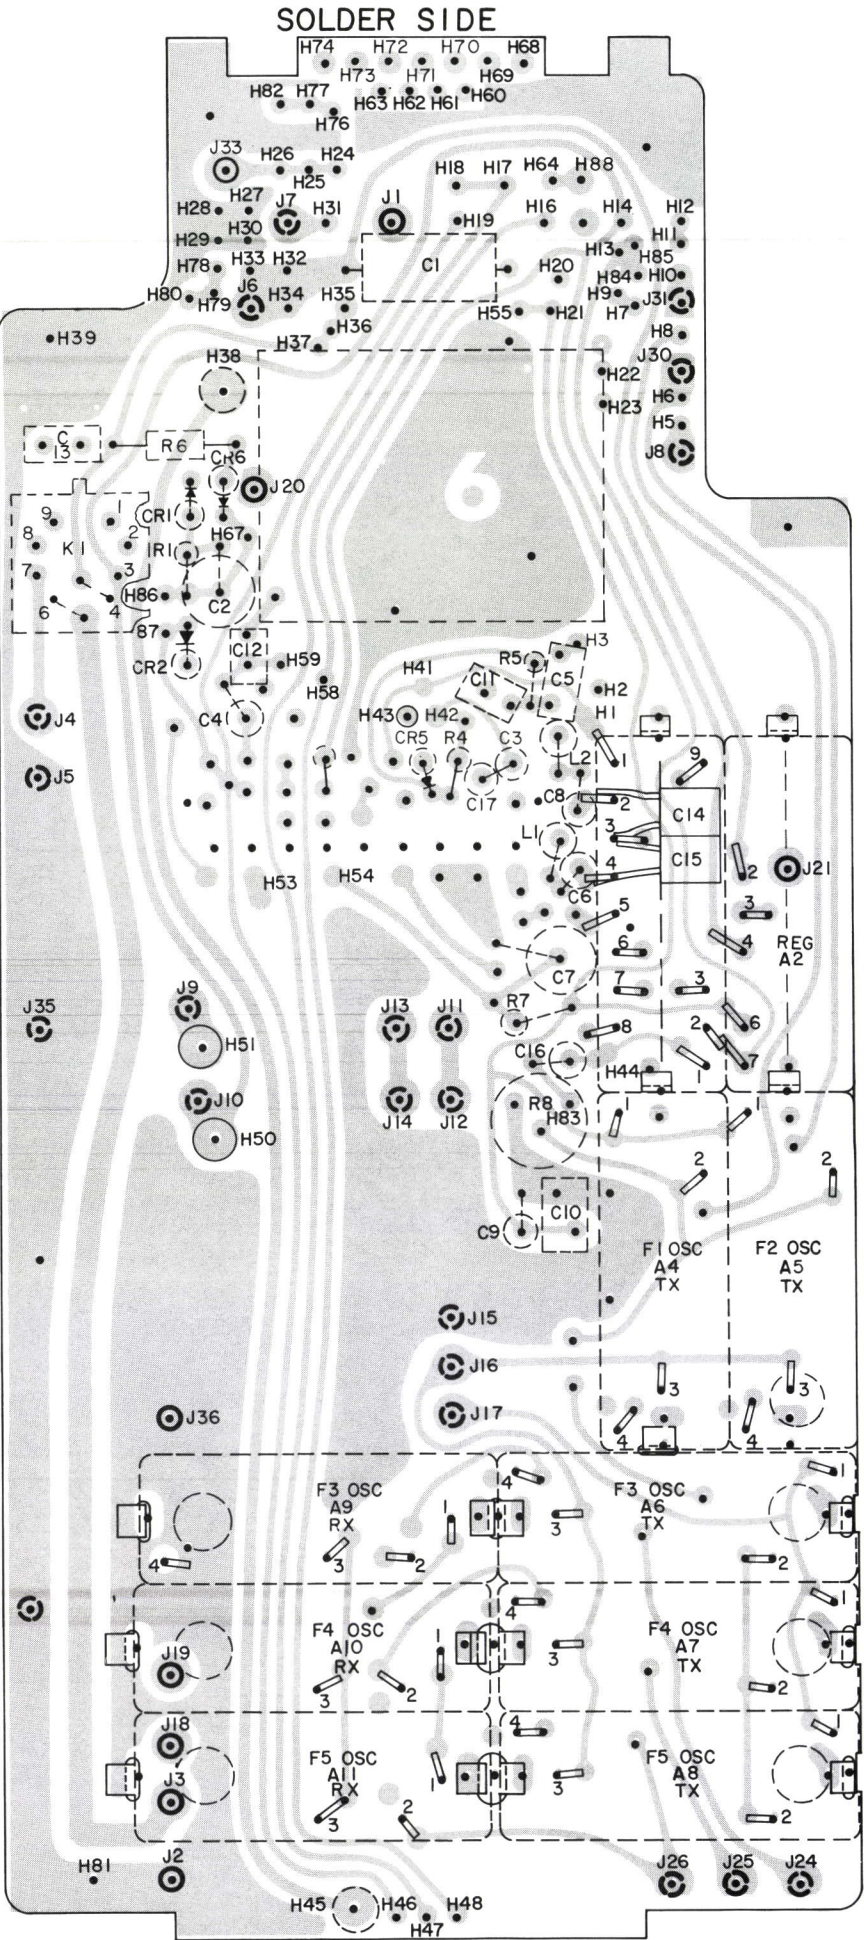 SOLDER SIDE
H74 H72 H70 H68
H73 H71 H69
H82 H77 H63 H62 H61 H60
H76
J33 H26 H24
H25
H18 H17 H64 H88
H28 H27 J7 H31 J1 H19 H16 H14 H12
H29 H30 H11
H13 H85
H78 H33 H32 C1 H20 H84 H10
H80 H79 J6 H34 H35 H55 H21 H9 H7 J31
H36
H39 H37 H8
H38 J30
H22
H6
H23
H5
C13 R6 J8
CR6
J20 6
9 1 CR1
8 K1 2 R1 H67
7 3
H86 C2
6 4
87
C12 R5 H3
CR2 H59 H41 C11 C5
H58 H2
J4 C4 H43 H42 H1
CR5 R4 C3 L2 1 9
J5 C17 C8 2 C14
L1 3
C15
4 2 J21
H53 H54 C6
5 3
6 4 REG
A2
C7
7 3
J9 J13 J11 R7
J35 8 2 6
H51 C16 7
H44 1
J10 J14 J12 R8 H83 1 1
H50
2 2
C9 C10
F1 OSC F2 OSC
A4 A5
TX TX
J15
J16
3 3
J36 J17
4 4
F3 OSC 4 F3 OSC 1
A9 1 A6
RX 3 TX
4 3 2 2
F4 OSC 4 F4 OSC 1
A10 1 A7
J19 RX 3 TX
3 2 2
J18 4 1
F5 OSC F5 OSC
J3 A11 1 3 A8
RX TX
3 2 2
H81 J2 J26 J25 J24
H45 H46 H48
H47